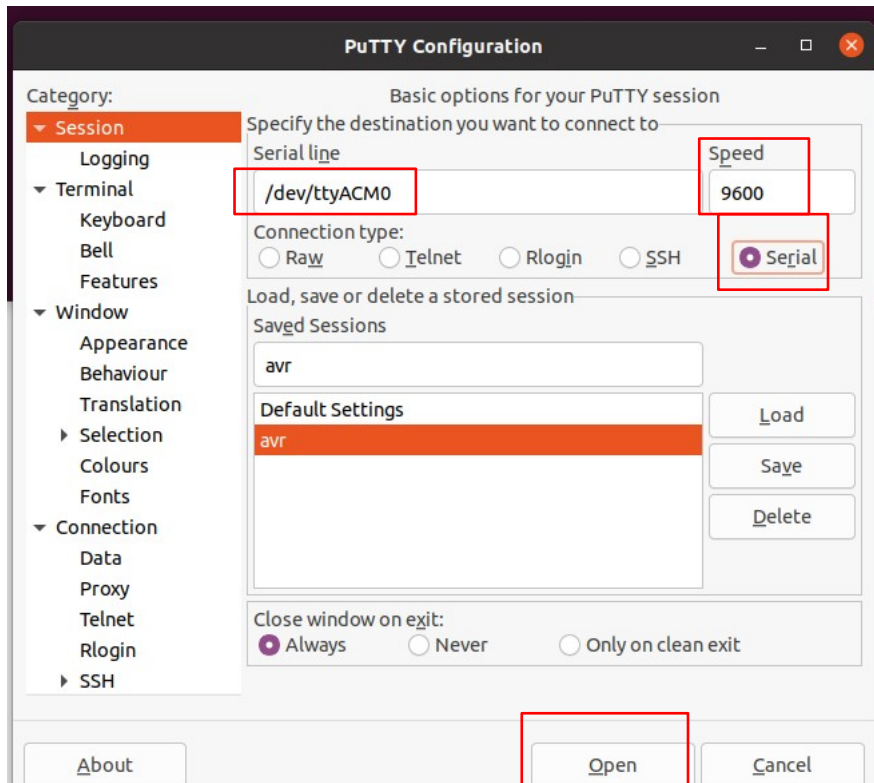 PuTTY Configuration
Category:
Session
Logging
Terminal
Keyboard
Bell
Features
Window
Appearance
Behaviour
Translation
Selection
Colours
Fonts
Connection
Data
Proxy
Telnet
Rlogin
SSH
Basic options for your PuTTY session
Specify the destination you want to connect to
Serial line Speed
/dev/ttyACM0 9600
Connection type:
Raw Telnet Rlogin SSH Serial
Load, save or delete a stored session
Saved Sessions
avr
Default Settings
avr
Load
Save
Delete
Close window on exit:
Always Never Only on clean exit
About Open Cancel